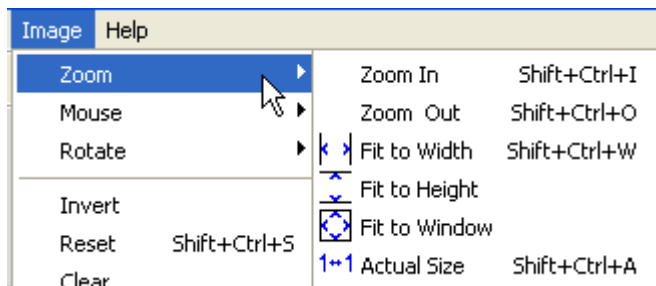 Image Help
Zoom
Mouse
Rotate
Invert
Reset Shift+Ctrl+S
Clear
Zoom In Shift+Ctrl+I
Zoom Out Shift+Ctrl+O
Fit to Width Shift+Ctrl+W
Fit to Height
Fit to Window
1↔1 Actual Size Shift+Ctrl+A